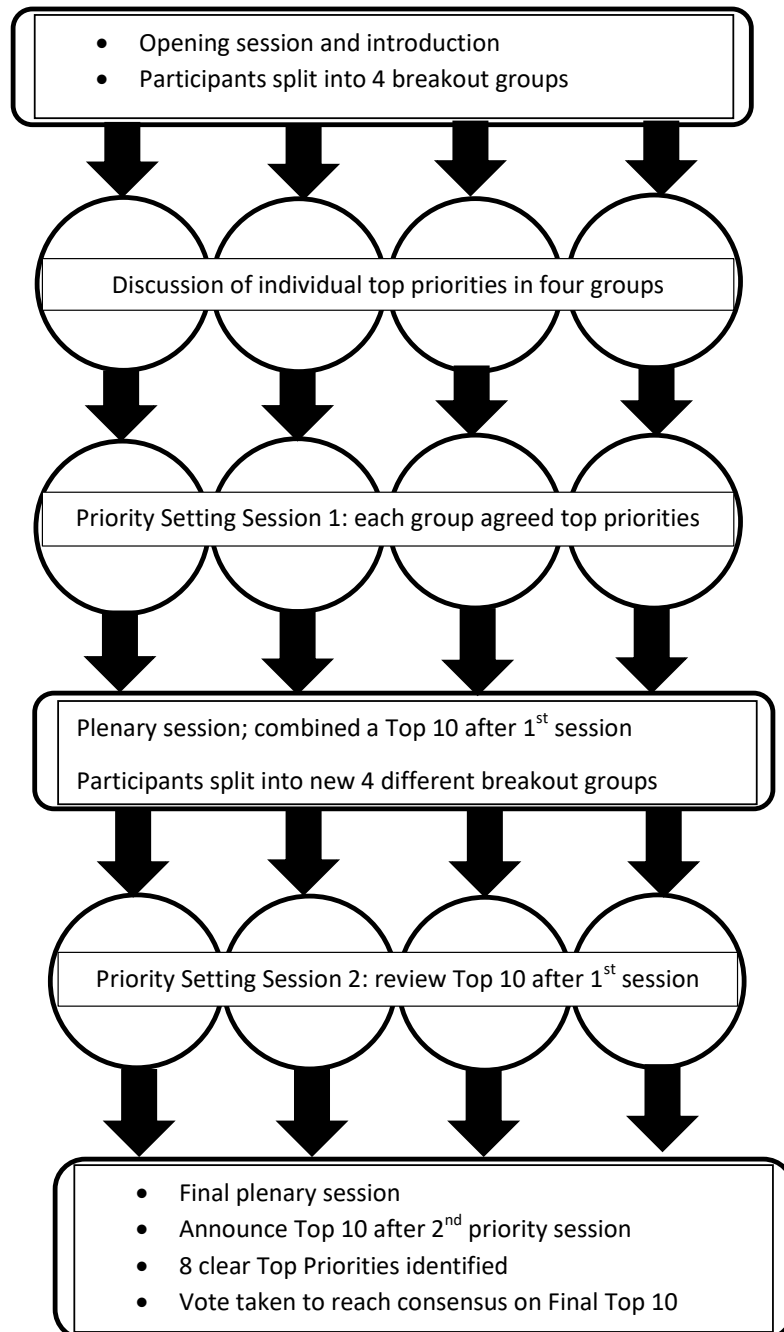 • Opening session and introduction
• Participants split into 4 breakout groups
Discussion of individual top priorities in four groups
Priority Setting Session 1: each group agreed top priorities
Plenary session; combined a Top 10 after 1st session
Participants split into new 4 different breakout groups
Priority Setting Session 2: review Top 10 after 1st session
• Final plenary session
• Announce Top 10 after 2nd priority session
• 8 clear Top Priorities identified
• Vote taken to reach consensus on Final Top 10